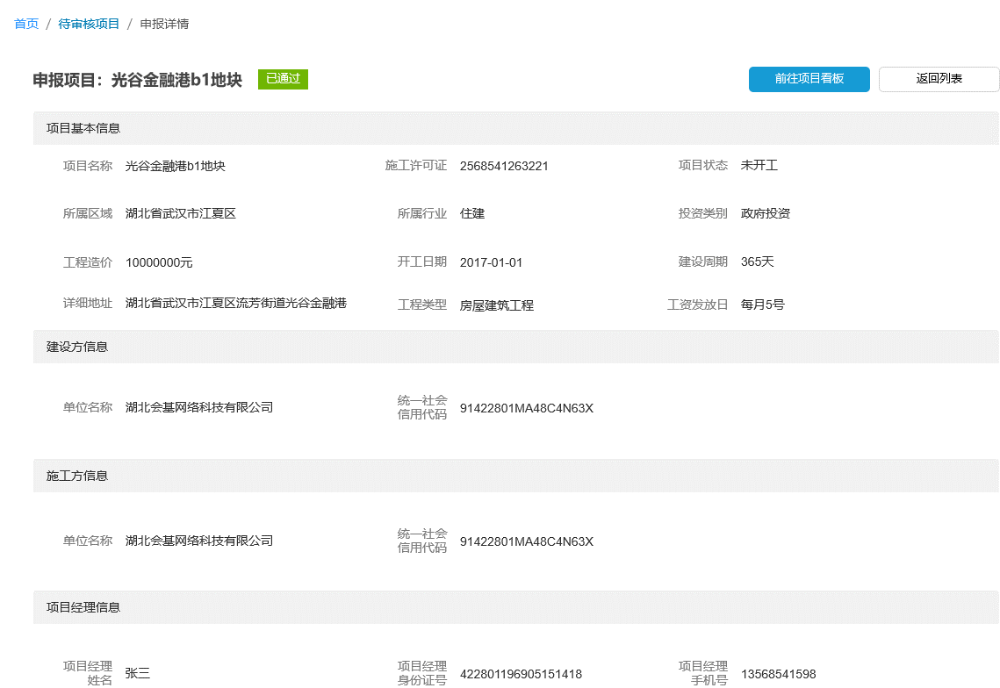 首页 / 待审核项目 / 申报详情
申报项目：光谷金融港b1地块 已通过 前往项目看板 返回列表
项目基本信息
项目名称 光谷金融港b1地块 施工许可证 2568541263221 项目状态 未开工
所属区域 湖北省武汉市江夏区 所属行业 住建 投资类别 政府投资
工程造价 10000000元 开工日期 2017-01-01 建设周期 365天
详细地址 湖北省武汉市江夏区流芳街道光谷金融港 工程类型 房屋建筑工程 工资发放日 每月5号
建设方信息
单位名称 湖北会基网络科技有限公司 统一社会
信用代码 91422801MA48C4N63X
施工方信息
单位名称 湖北会基网络科技有限公司 统一社会
信用代码 91422801MA48C4N63X
项目经理信息
项目经理
姓名 张三 项目经理
身份证号 422801196905151418 项目经理
手机号 13568541598